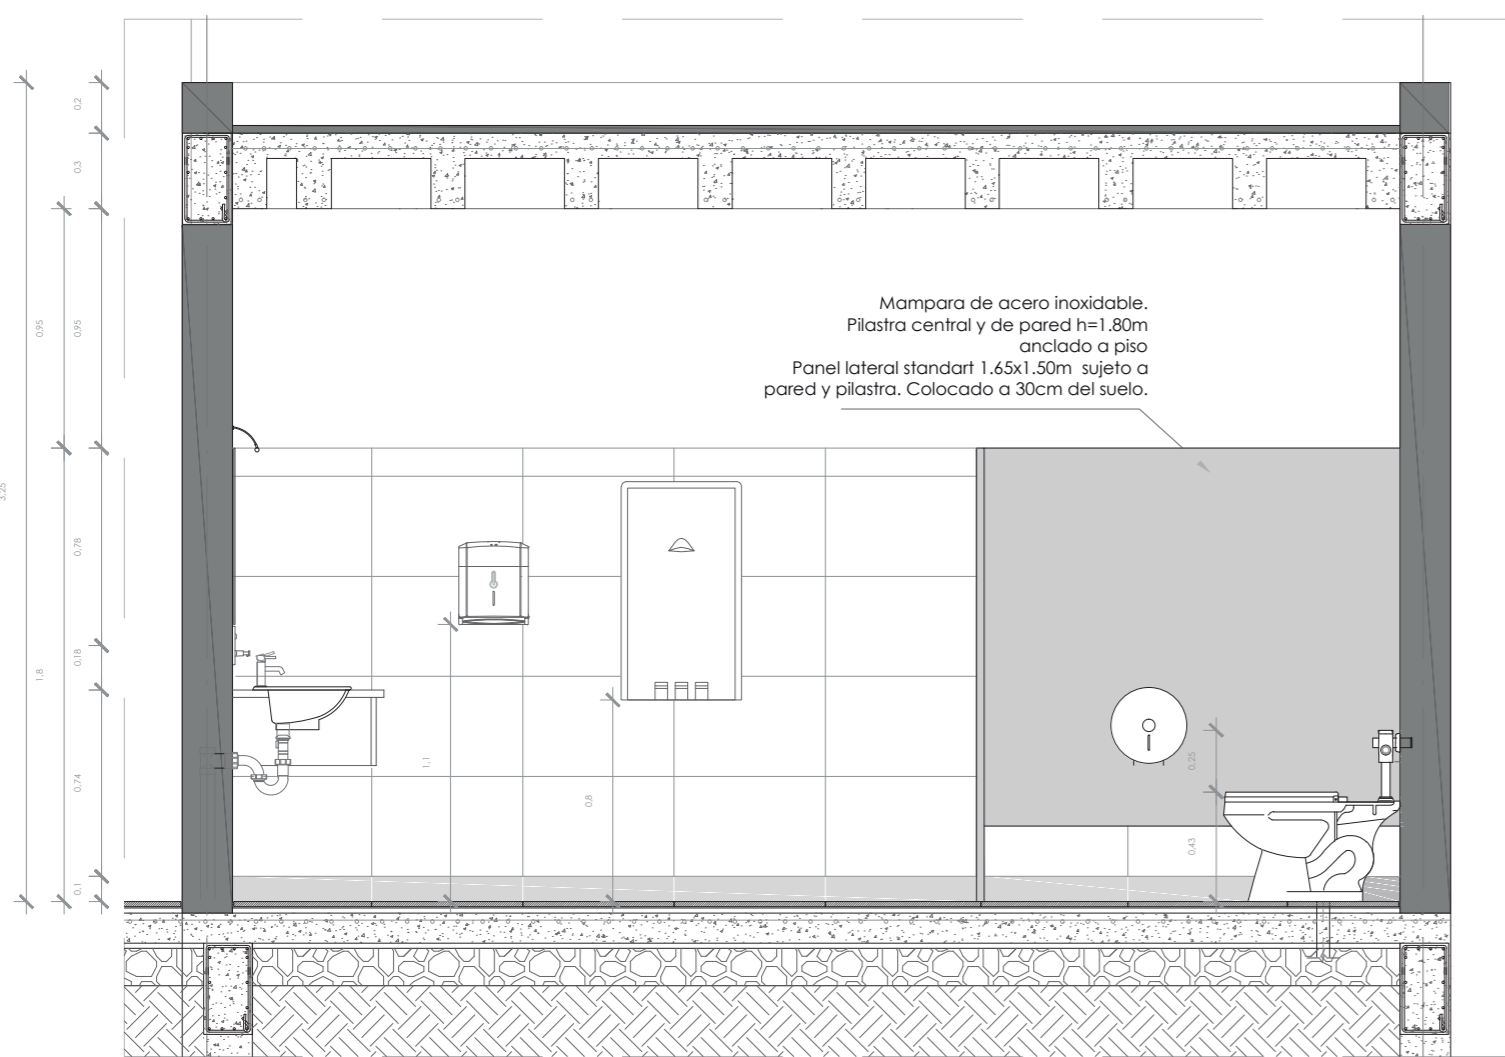 Mampara de acero inoxidable.
Pilastra central y de pared h=1.80m
anclado a piso
Panel lateral standart 1.65x1.50m sujeto a
pared y pilastra. Colocado a 30cm del suelo.
0.2
0.3
0.95
0.95
3.25
0.78
0.18
1.8
0.74
0.1
1.1
0.8
0.25
0.43